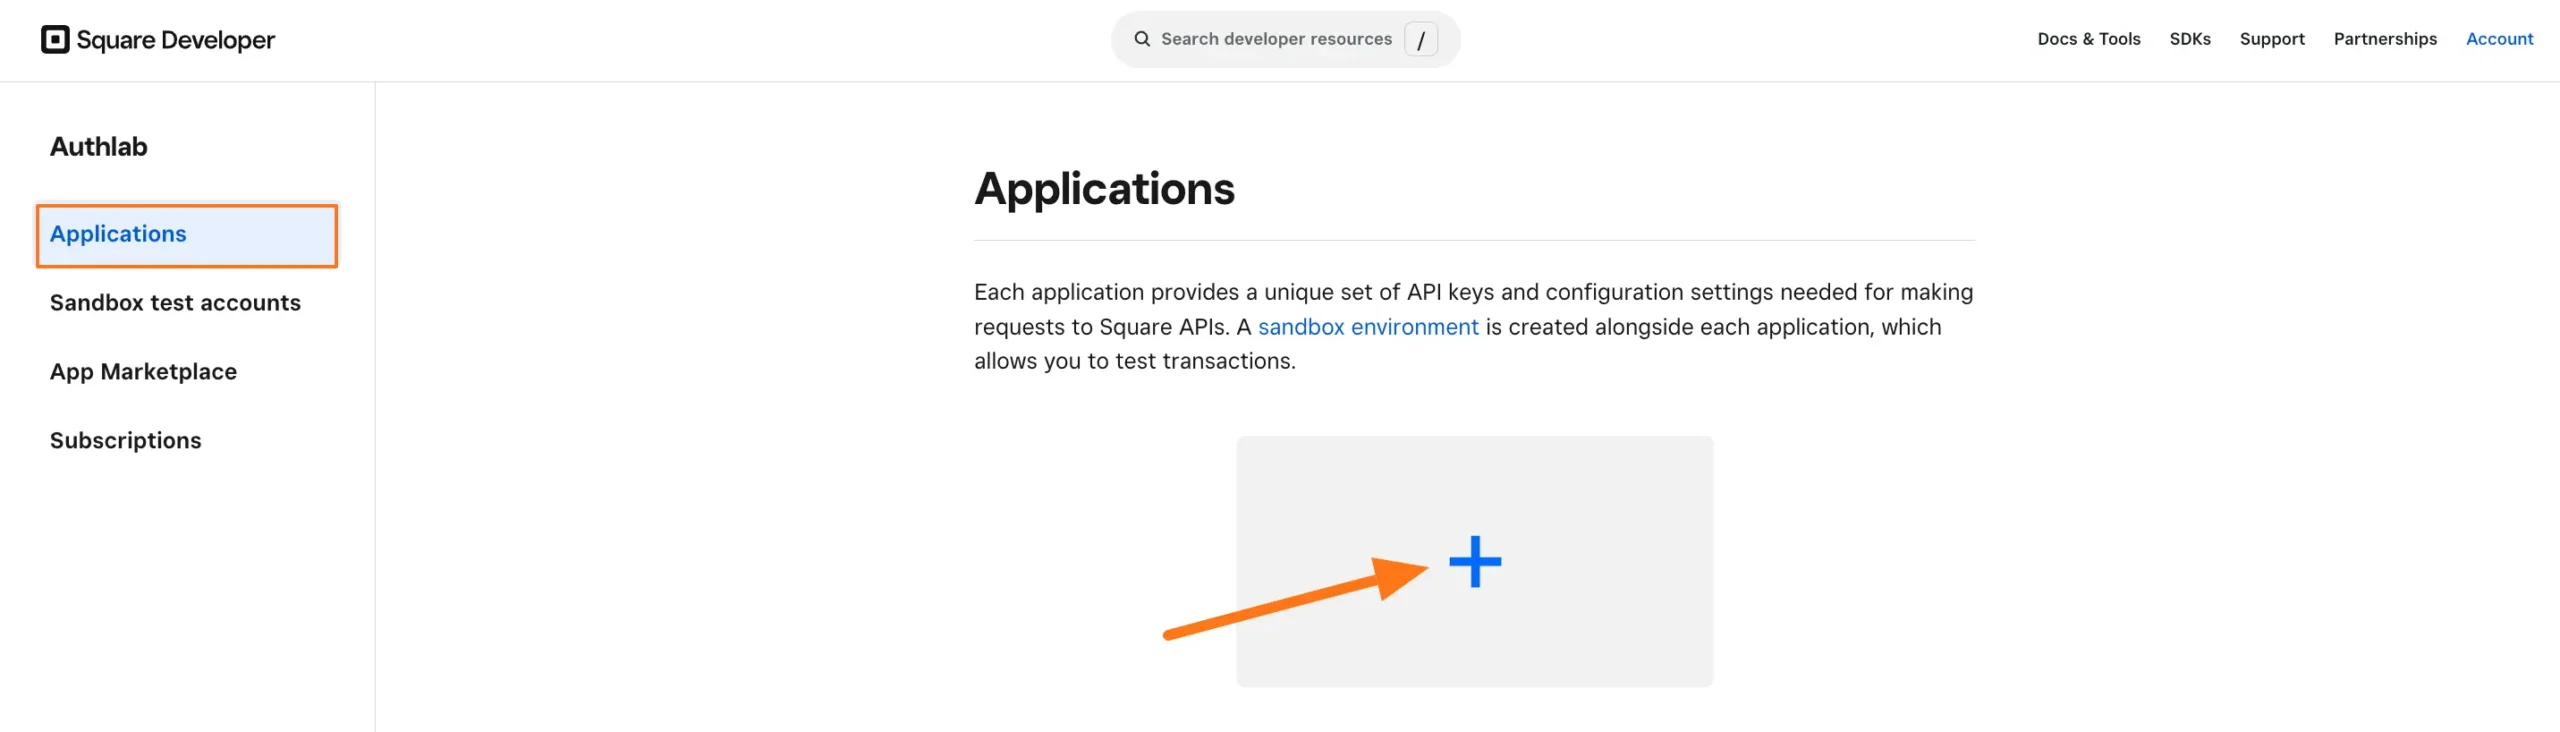 Square Developer
Search developer resources /
Docs & Tools
SDKs
Support
Partnerships
Account
Authlab
Applications
Sandbox test accounts
App Marketplace
Subscriptions
Applications
Each application provides a unique set of API keys and configuration settings needed for making
requests to Square APIs. A sandbox environment is created alongside each application, which
allows you to test transactions.